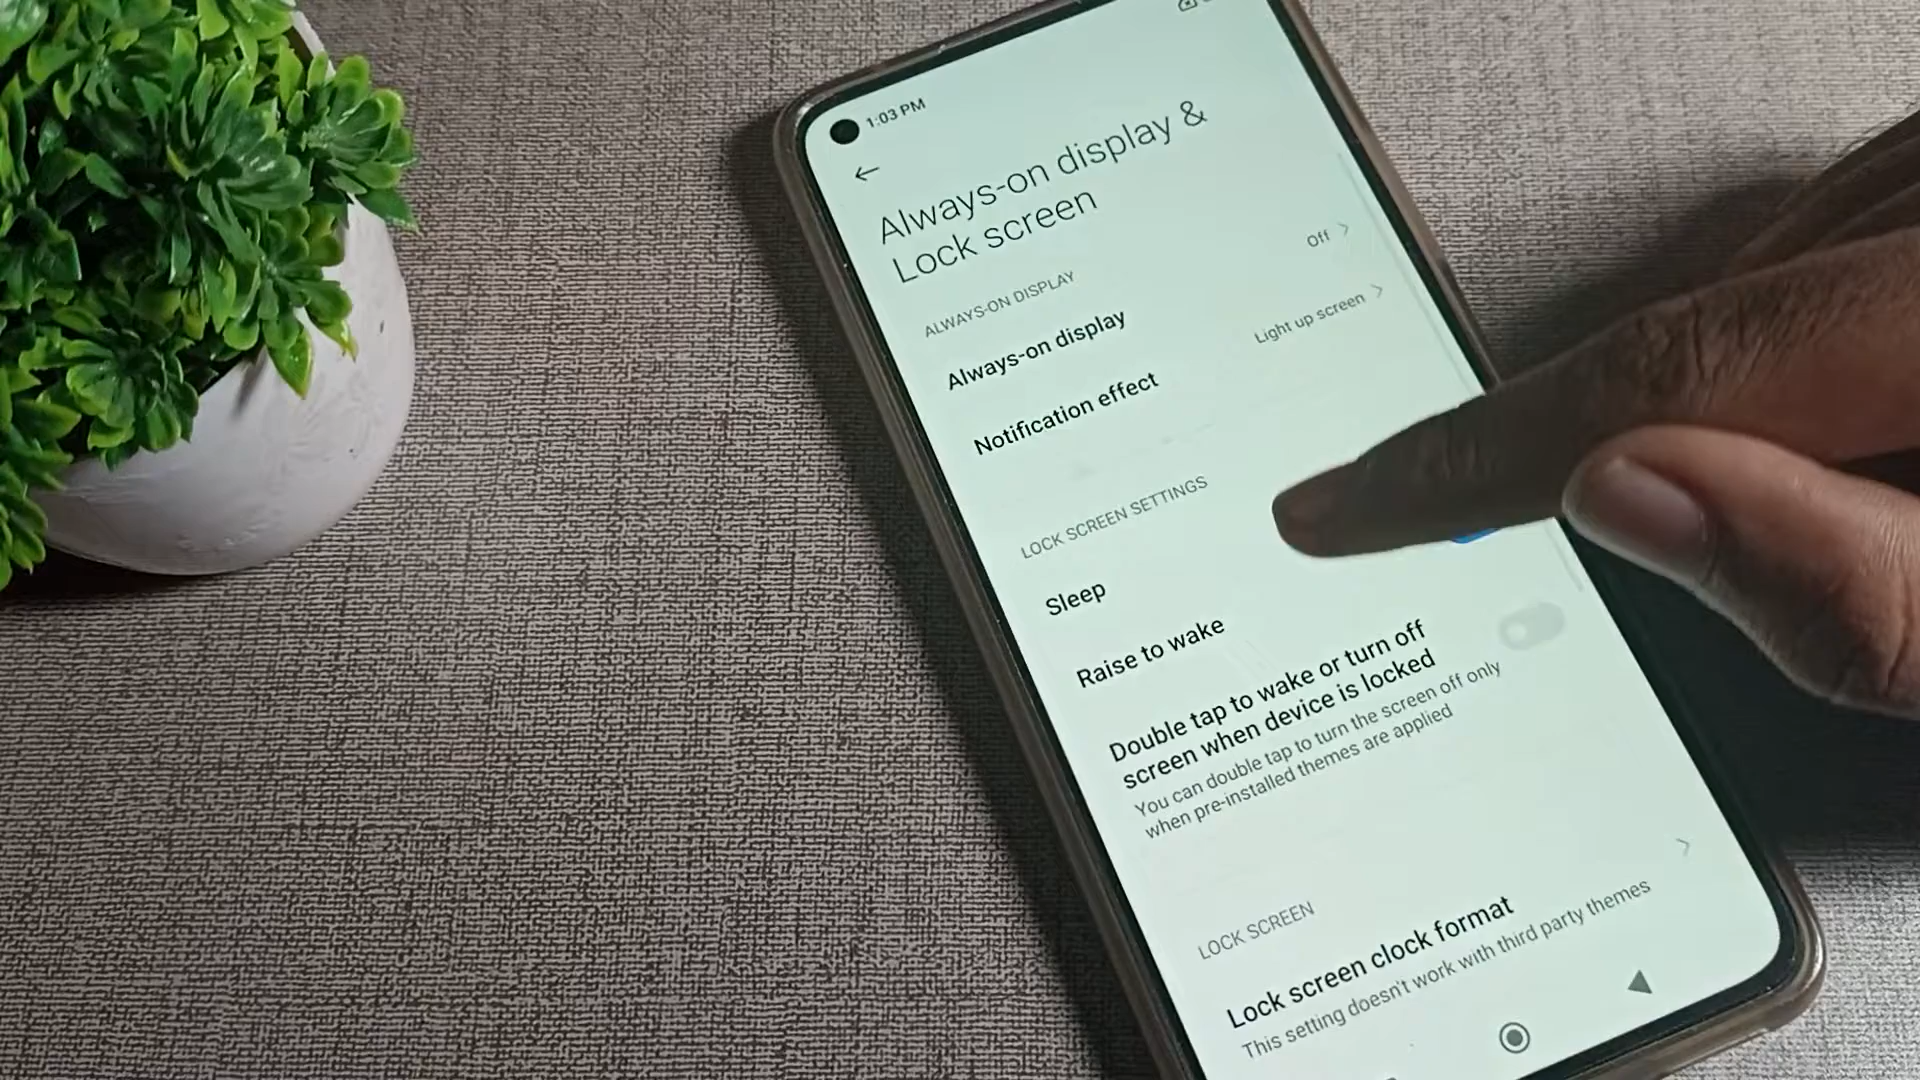 1:03 PM
Always-on display &
Lock screen
ALWAYS-ON DISPLAY
Always-on display
Off
Notification effect
Light up screen
LOCK SCREEN SETTINGS
Sleep
Raise to wake
Double tap to wake or turn off
screen when device is locked
You can double tap to turn the screen off only
when pre-installed themes are applied
LOCK SCREEN
Lock screen clock format
This setting doesn't work with third party themes